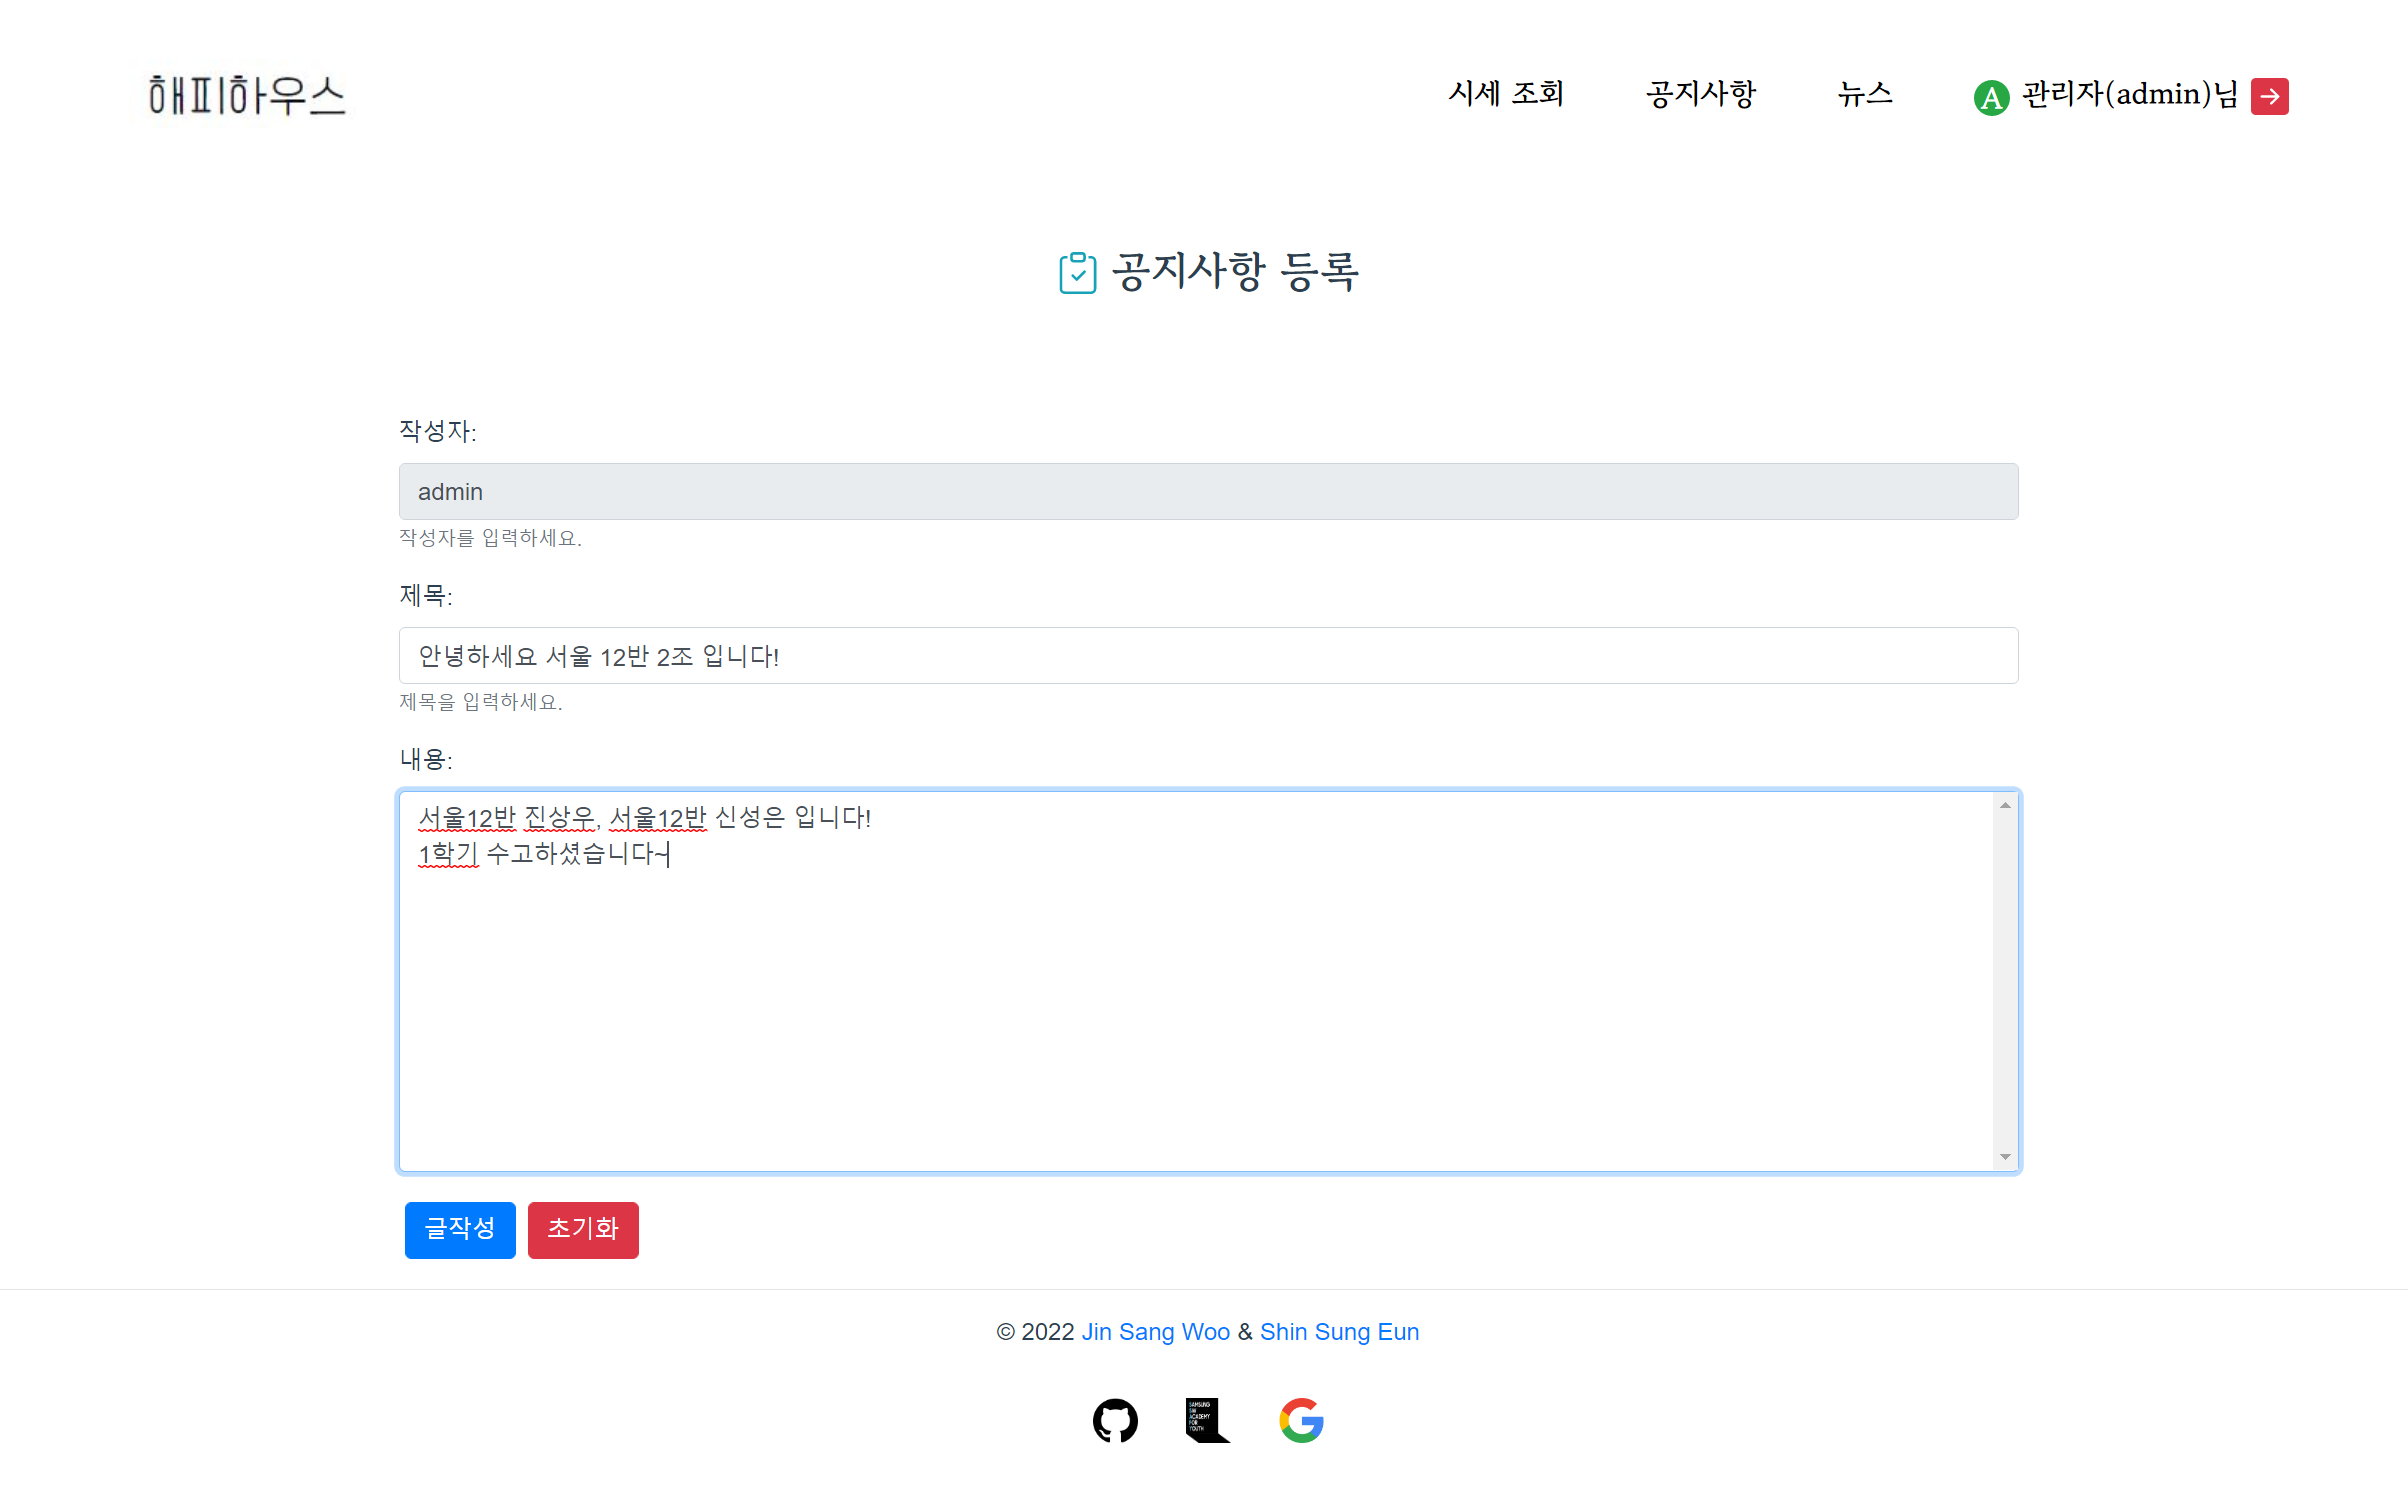 해피하우스
시세 조회 공지사항 뉴스 A 관리자(admin)님
공지사항 등록
작성자:
admin
작성자를 입력하세요.
제목:
안녕하세요 서울 12반 2조 입니다!
제목을 입력하세요.
내용:
서울12반 진상우, 서울12반 신성은 입니다!
1학기 수고하셨습니다~
글작성 초기화
© 2022 Jin Sang Woo & Shin Sung Eun
SAMSUNG
SW
ACADEMY
FOR
YOUTH